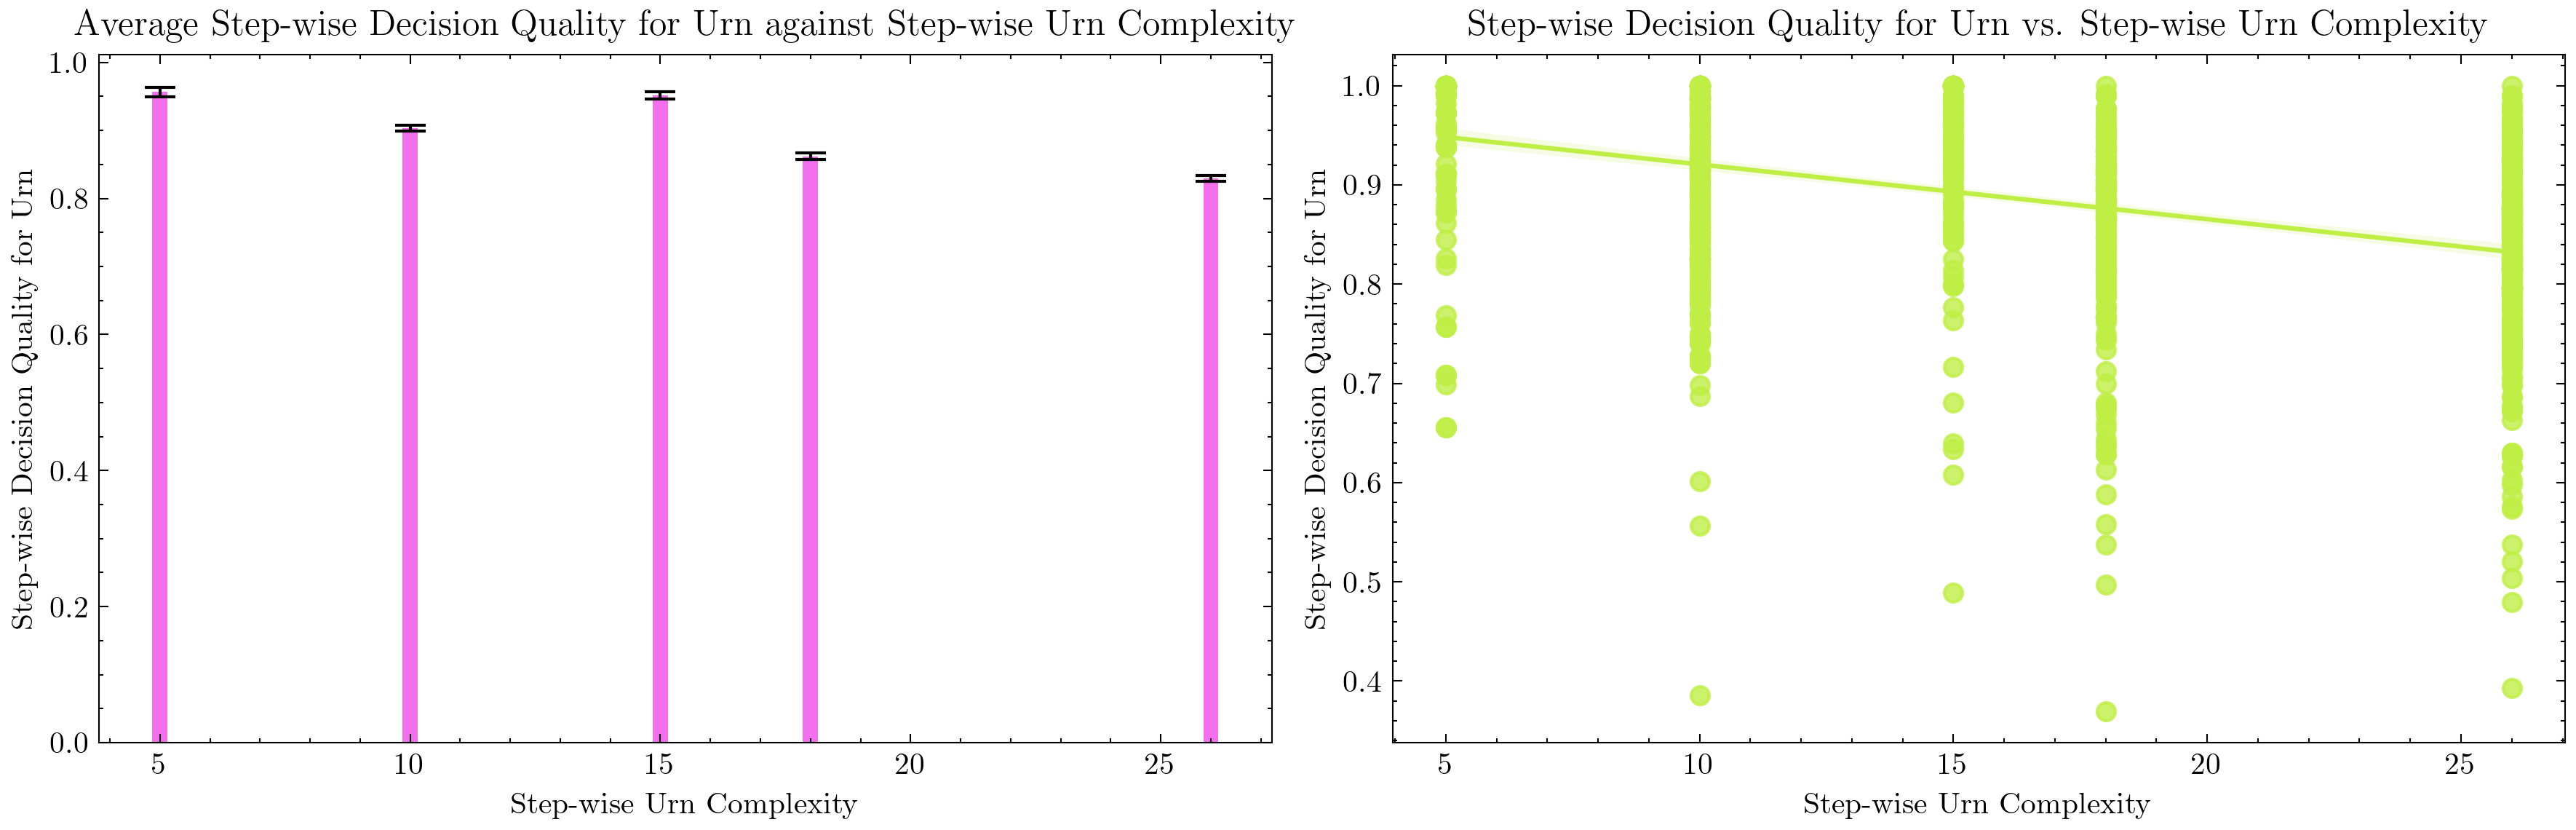 Average Step-wise Decision Quality for Urn against Step-wise Urn Complexity
Step-wise Decision Quality for Urn
1.0
0.8
0.6
0.4
0.2
0.0
5 10 15 20 25
Step-wise Urn Complexity
Step-wise Decision Quality for Urn vs. Step-wise Urn Complexity
Step-wise Decision Quality for Urn
1.0
0.9
0.8
0.7
0.6
0.5
0.4
5 10 15 20 25
Step-wise Urn Complexity